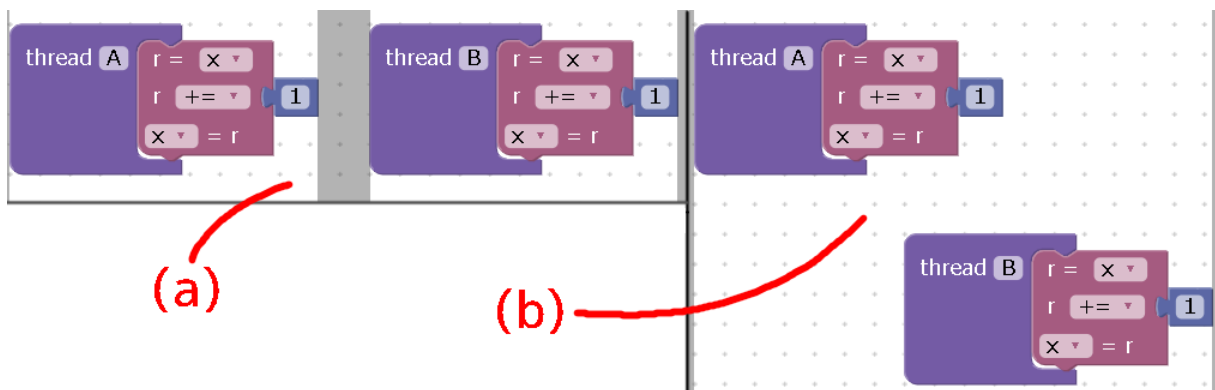 thread A r = x
r += 1
x = r
thread B r = x
r += 1
x = r
thread A r = x
r += 1
x = r
thread B r = x
r += 1
x = r
(a)
(b)